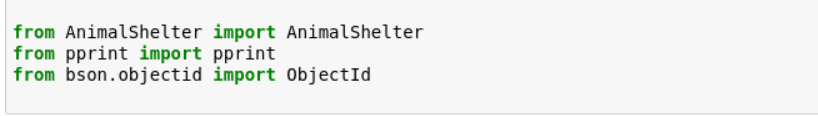 from AnimalShelter import AnimalShelter
from pprint import pprint
from bson.objectid import ObjectId